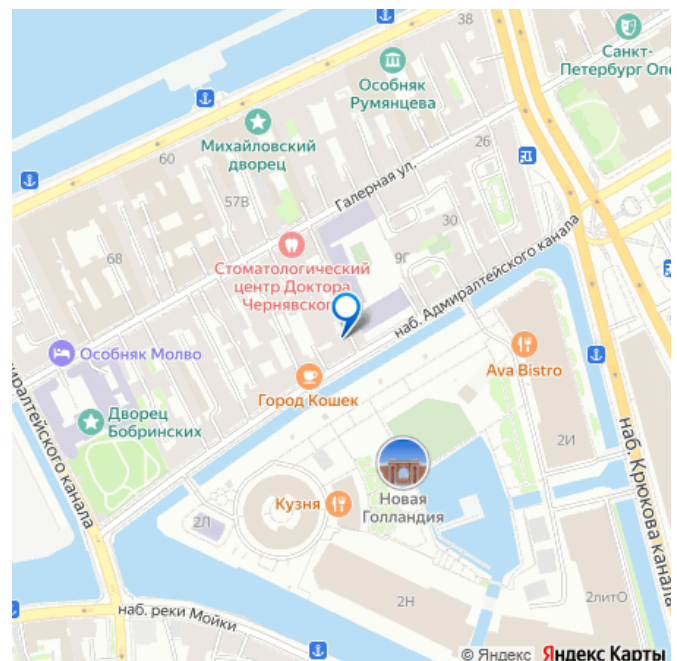 38
Санкт-
Петербург Опе
Особняк
Румянцева
26
Михайловский
дворец
60
Галерная ул.
57В
30
68
9Г
Стоматологический
центр Доктора
Чернявског
наб. Адмиралтейского канала
Особняк Молво
Ava Bistro
Город Кошек
Дворец
Бобринских
иралтейского канала
2И
наб. Крюкова канала
Кузня
Новая
Голландия
2Л
2Н
2литО
наб. реки Мойки
© Яндекс Яндекс Карты